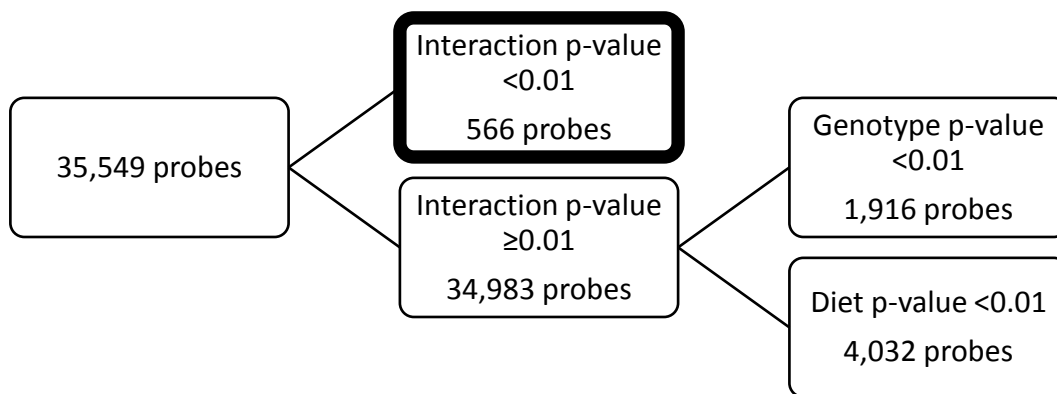 35,549 probes
Interaction p-value
<0.01
566 probes
Interaction p-value
≥0.01
34,983 probes
Genotype p-value
<0.01
1,916 probes
Diet p-value <0.01
4,032 probes